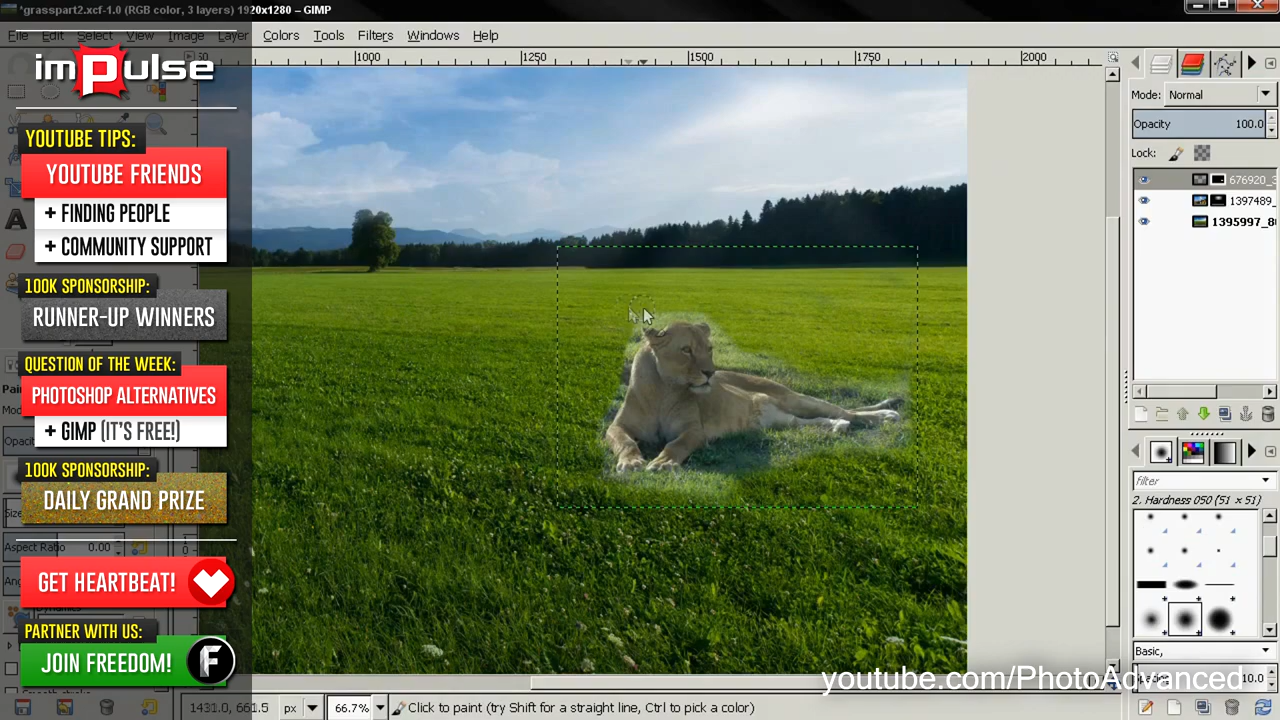 *grasspart2.xcf-1.0 (RGB color, 3 layers) 1920x1280 – GIMP
File Edit Select View Image Layer Colors Tools Filters Windows Help
imPulse
YOUTUBE TIPS:
YOUTUBE FRIENDS
+ FINDING PEOPLE
+ COMMUNITY SUPPORT
100K SPONSORSHIP:
RUNNER-UP WINNERS
QUESTION OF THE WEEK:
PHOTOSHOP ALTERNATIVES
+ GIMP (IT'S FREE!)
100K SPONSORSHIP:
DAILY GRAND PRIZE
Aspect Ratio 0.00
GET HEARTBEAT!
PARTNER WITH US:
JOIN FREEDOM! F
1000 1250 1500 1750 2000
Mode: Normal
Opacity 100.0
Lock:
676920_3
1397489_
1395997_8
filter
2. Hardness 050 (51 × 51)
Basic,
Spacing 10.0
youtube.com/PhotoAdvanced
1431.0, 661.5 px 66.7% Click to paint (try Shift for a straight line, Ctrl to pick a color)